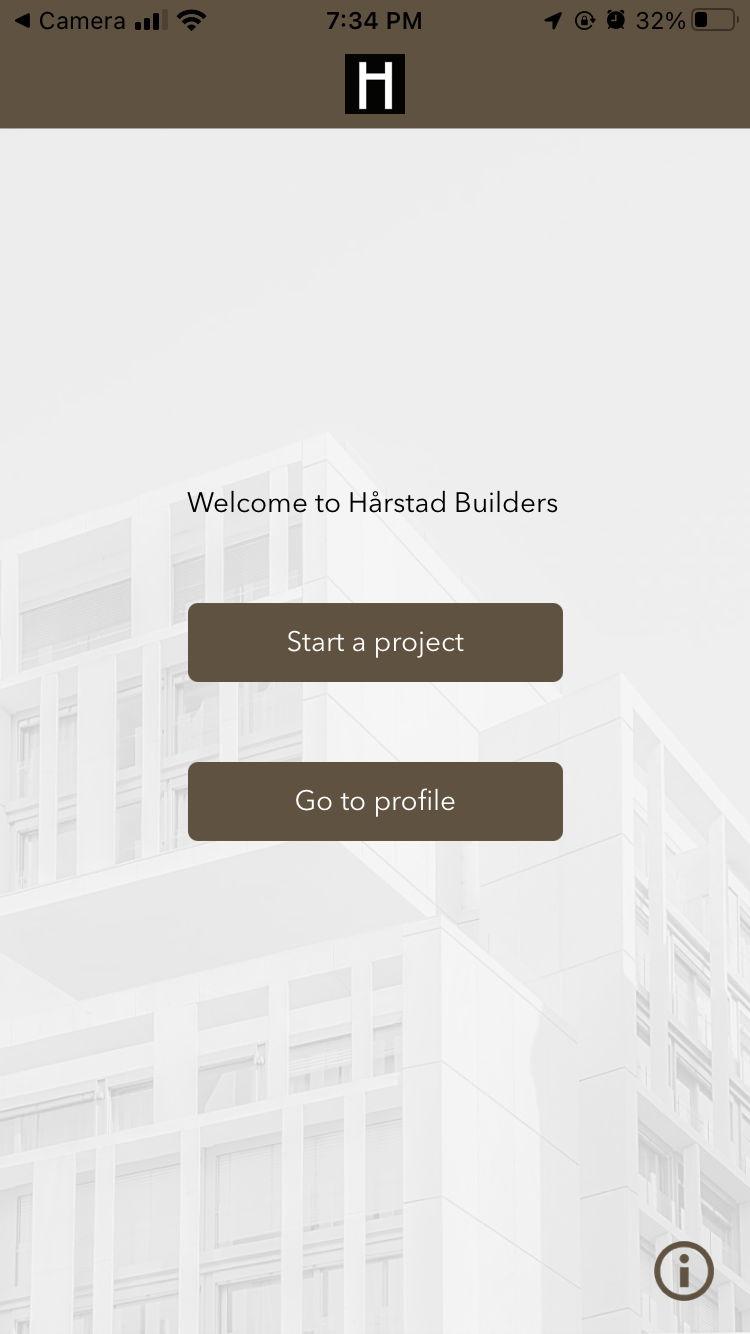 Camera 7:34 PM 32%
H
Welcome to Hårstad Builders
Start a project
Go to profile